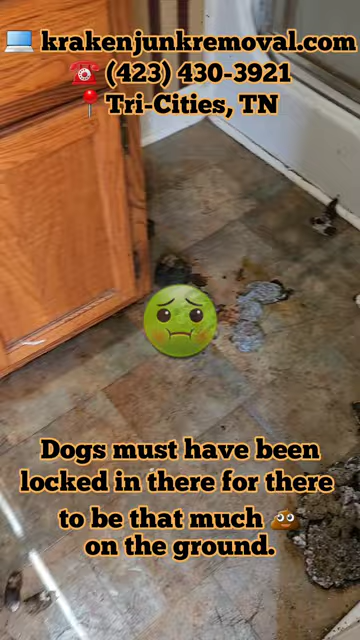 💻 krakenjunkremoval.com
☎️ (423) 430-3921
📍 Tri-Cities, TN
Dogs must have been
locked in there for there
to be that much 💩
on the ground.